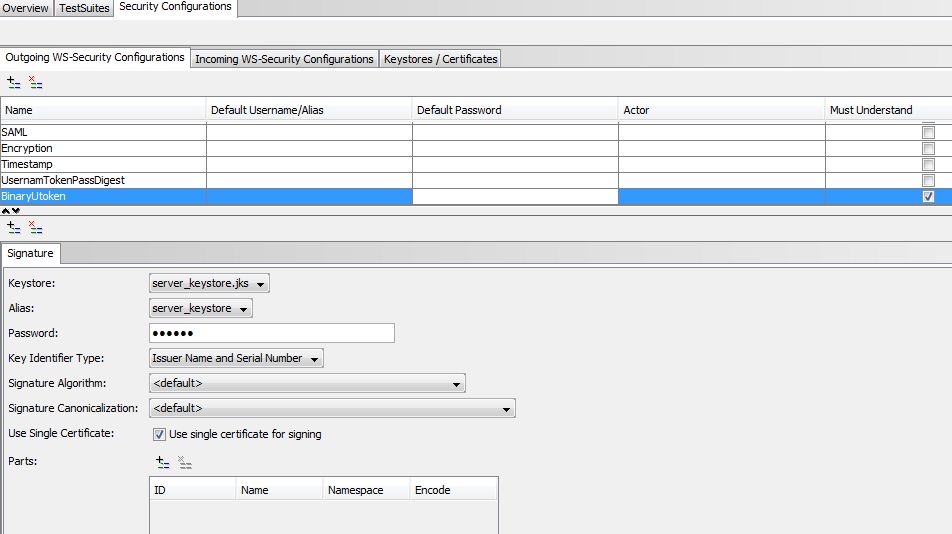 Overview TestSuites Security Configurations
Outgoing WS-Security Configurations Incoming WS-Security Configurations Keystores / Certificates
Name Default Username/Alias Default Password Actor Must Understand
SAML
Encryption
Timestamp
UsernamTokenPassDigest
BinaryUtoken
Signature
Keystore: server_keystore.jks
Alias: server_keystore
Password: ••••••
Key Identifier Type: Issuer Name and Serial Number
Signature Algorithm: <default>
Signature Canonicalization: <default>
Use Single Certificate: Use single certificate for signing
Parts:
ID Name Namespace Encode